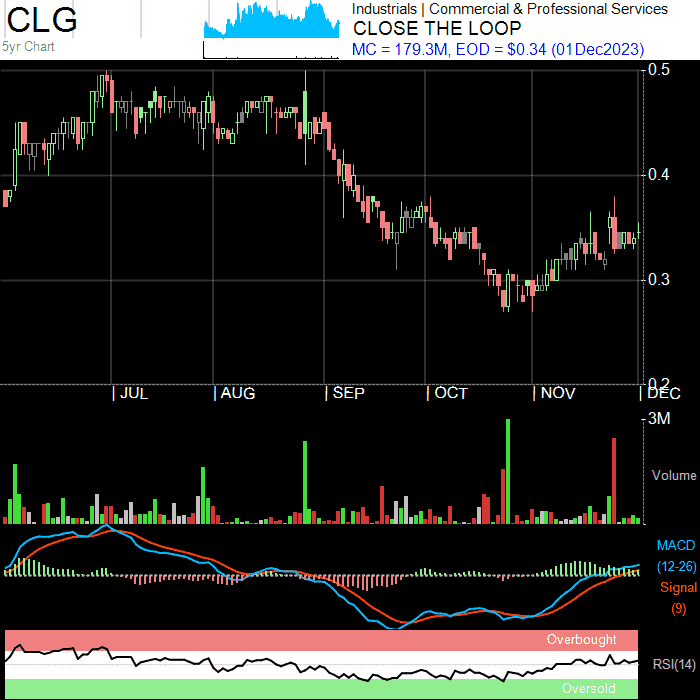 CLG
5yr Chart
Industrials | Commercial & Professional Services
CLOSE THE LOOP
MC = 179.3M, EOD = $0.34 (01Dec2023)
0.5
0.4
0.3
0.2
| JUL | AUG | SEP | OCT | NOV | DEC
3M
Volume
MACD
(12-26)
Signal
(9)
Overbought
RSI(14)
Oversold